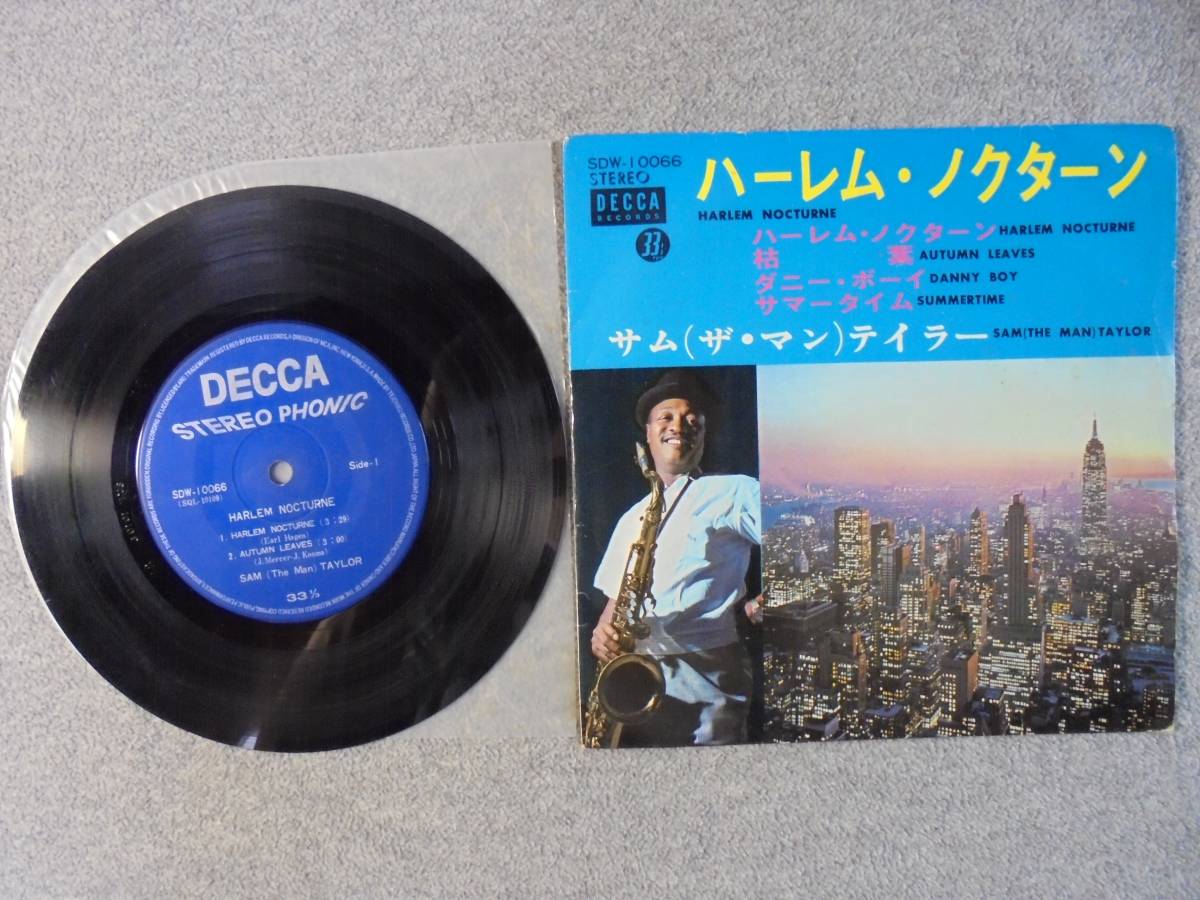 DECCA
STEREO PHONIC
Side-1
SDW-10066
(SQL-10109)
HARLEM NOCTURNE
1. HARLEM NOCTURNE (3:29)
(Earl Hagen)
2. AUTUMN LEAVES (3:00)
(J.Mercer-J. Kosma)
SAM (The Man) TAYLOR
33⅓
SDW-10066
STEREO
DECCA
RECORDS
33⅓
ハーレム・ノクターン
HARLEM NOCTURNE
ハーレム・ノクターン HARLEM NOCTURNE
枯葉 AUTUMN LEAVES
ダニー・ボーイ DANNY BOY
サマータイム SUMMERTIME
サム(ザ・マン)テイラー SAM(THE MAN)TAYLOR